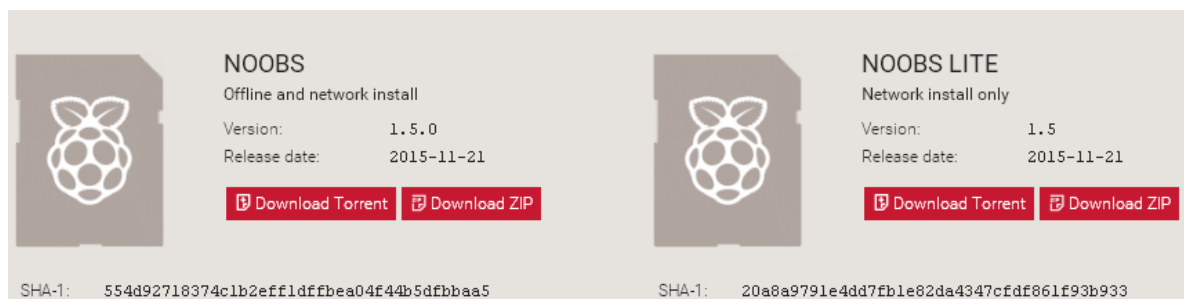 NOOBS
Offline and network install
Version: 1.5.0
Release date: 2015-11-21
Download Torrent Download ZIP
SHA-1: 554d92718374c1b2eff1dffbea04f44b5dfbbaa5
NOOBS LITE
Network install only
Version: 1.5
Release date: 2015-11-21
Download Torrent Download ZIP
SHA-1: 20a8a9791e4dd7fb1e82da4347cfdf861f93b933